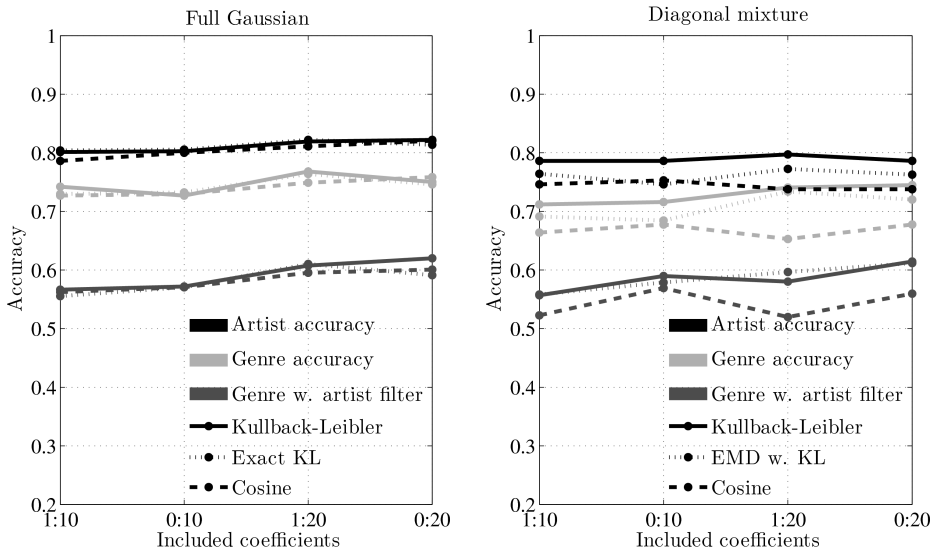 Full Gaussian
1
0.9
0.8
0.7
0.6
0.5
0.4
0.3
0.2
Accuracy
Artist accuracy
Genre accuracy
Genre w. artist filter
Kullback-Leibler
Exact KL
Cosine
1:10 0:10 1:20 0:20
Included coefficients
Diagonal mixture
1
0.9
0.8
0.7
0.6
0.5
0.4
0.3
0.2
Accuracy
Artist accuracy
Genre accuracy
Genre w. artist filter
Kullback-Leibler
EMD w. KL
Cosine
1:10 0:10 1:20 0:20
Included coefficients